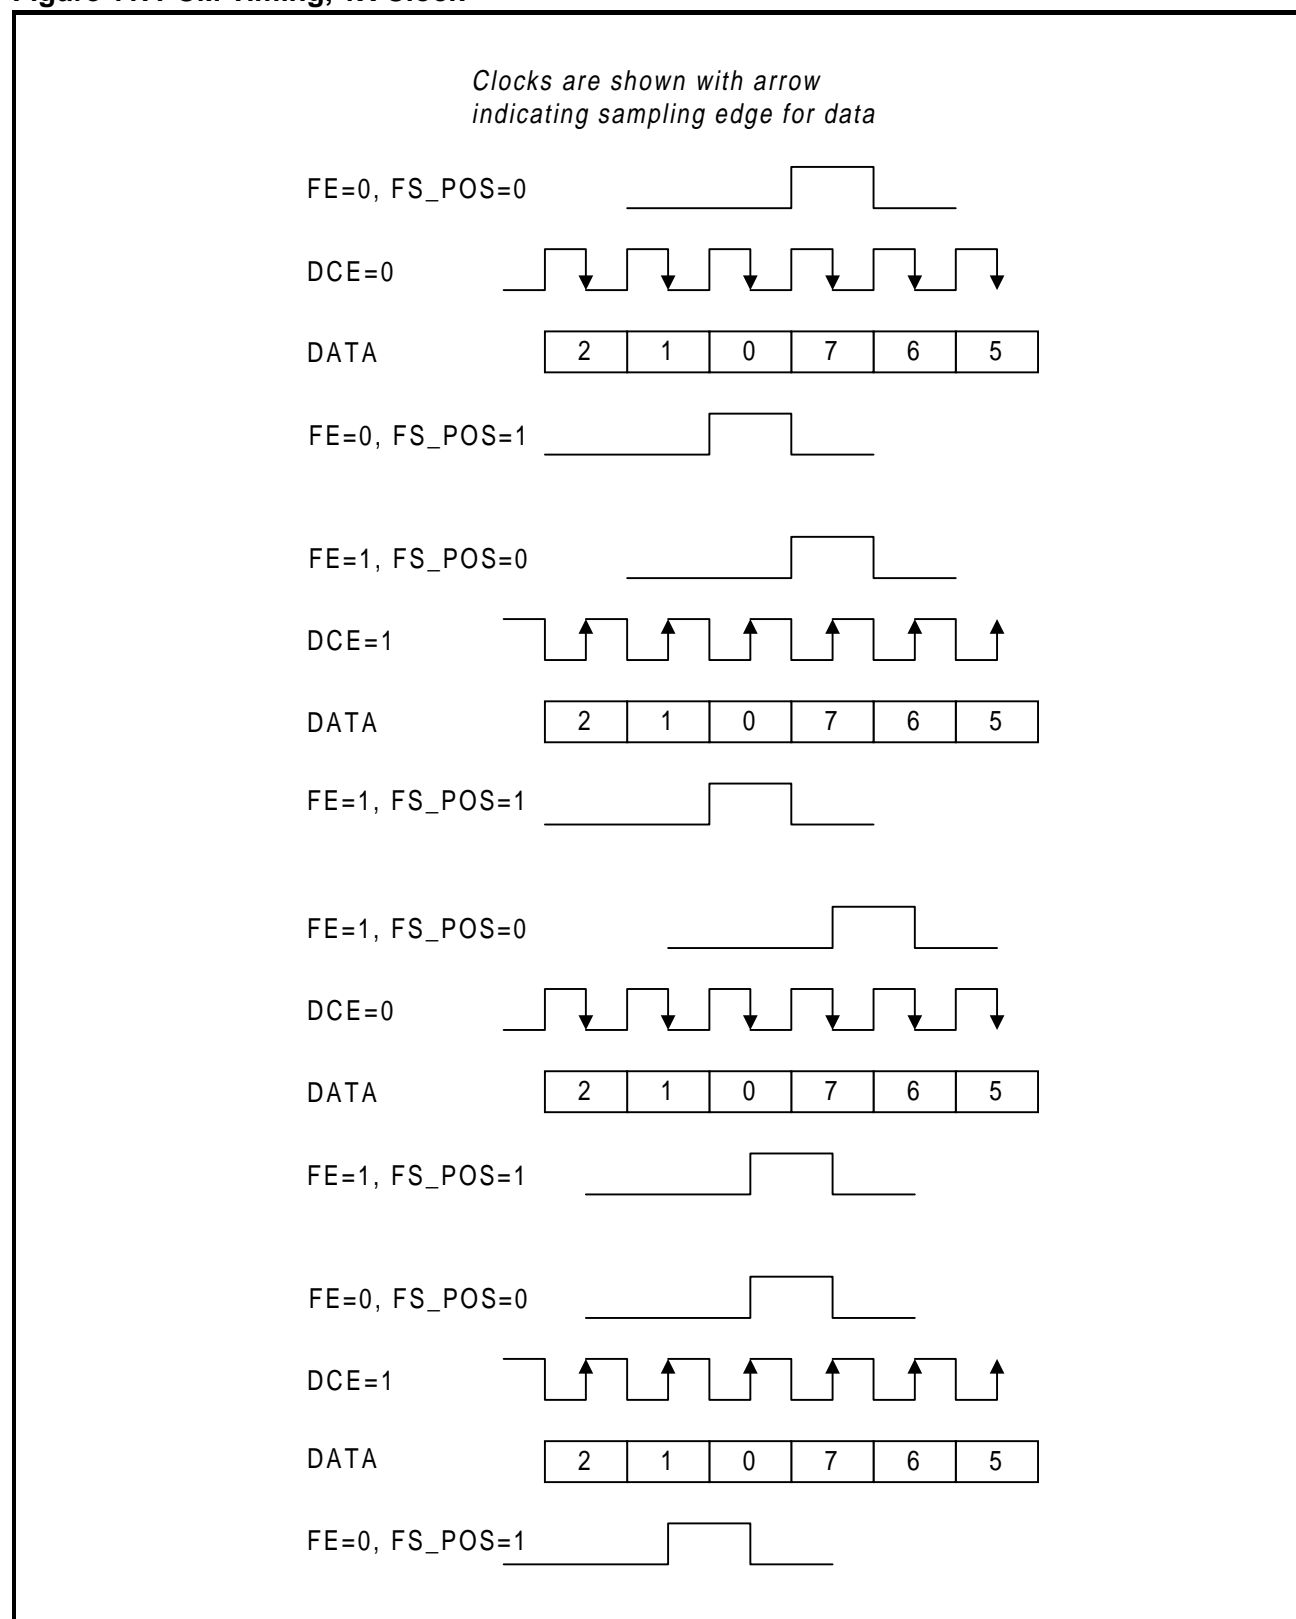 Clocks are shown with arrow
indicating sampling edge for data
FE=0, FS_POS=0
DCE=0
DATA 2 1 0 7 6 5
FE=0, FS_POS=1
FE=1, FS_POS=0
DCE=1
DATA 2 1 0 7 6 5
FE=1, FS_POS=1
FE=1, FS_POS=0
DCE=0
DATA 2 1 0 7 6 5
FE=1, FS_POS=1
FE=0, FS_POS=0
DCE=1
DATA 2 1 0 7 6 5
FE=0, FS_POS=1